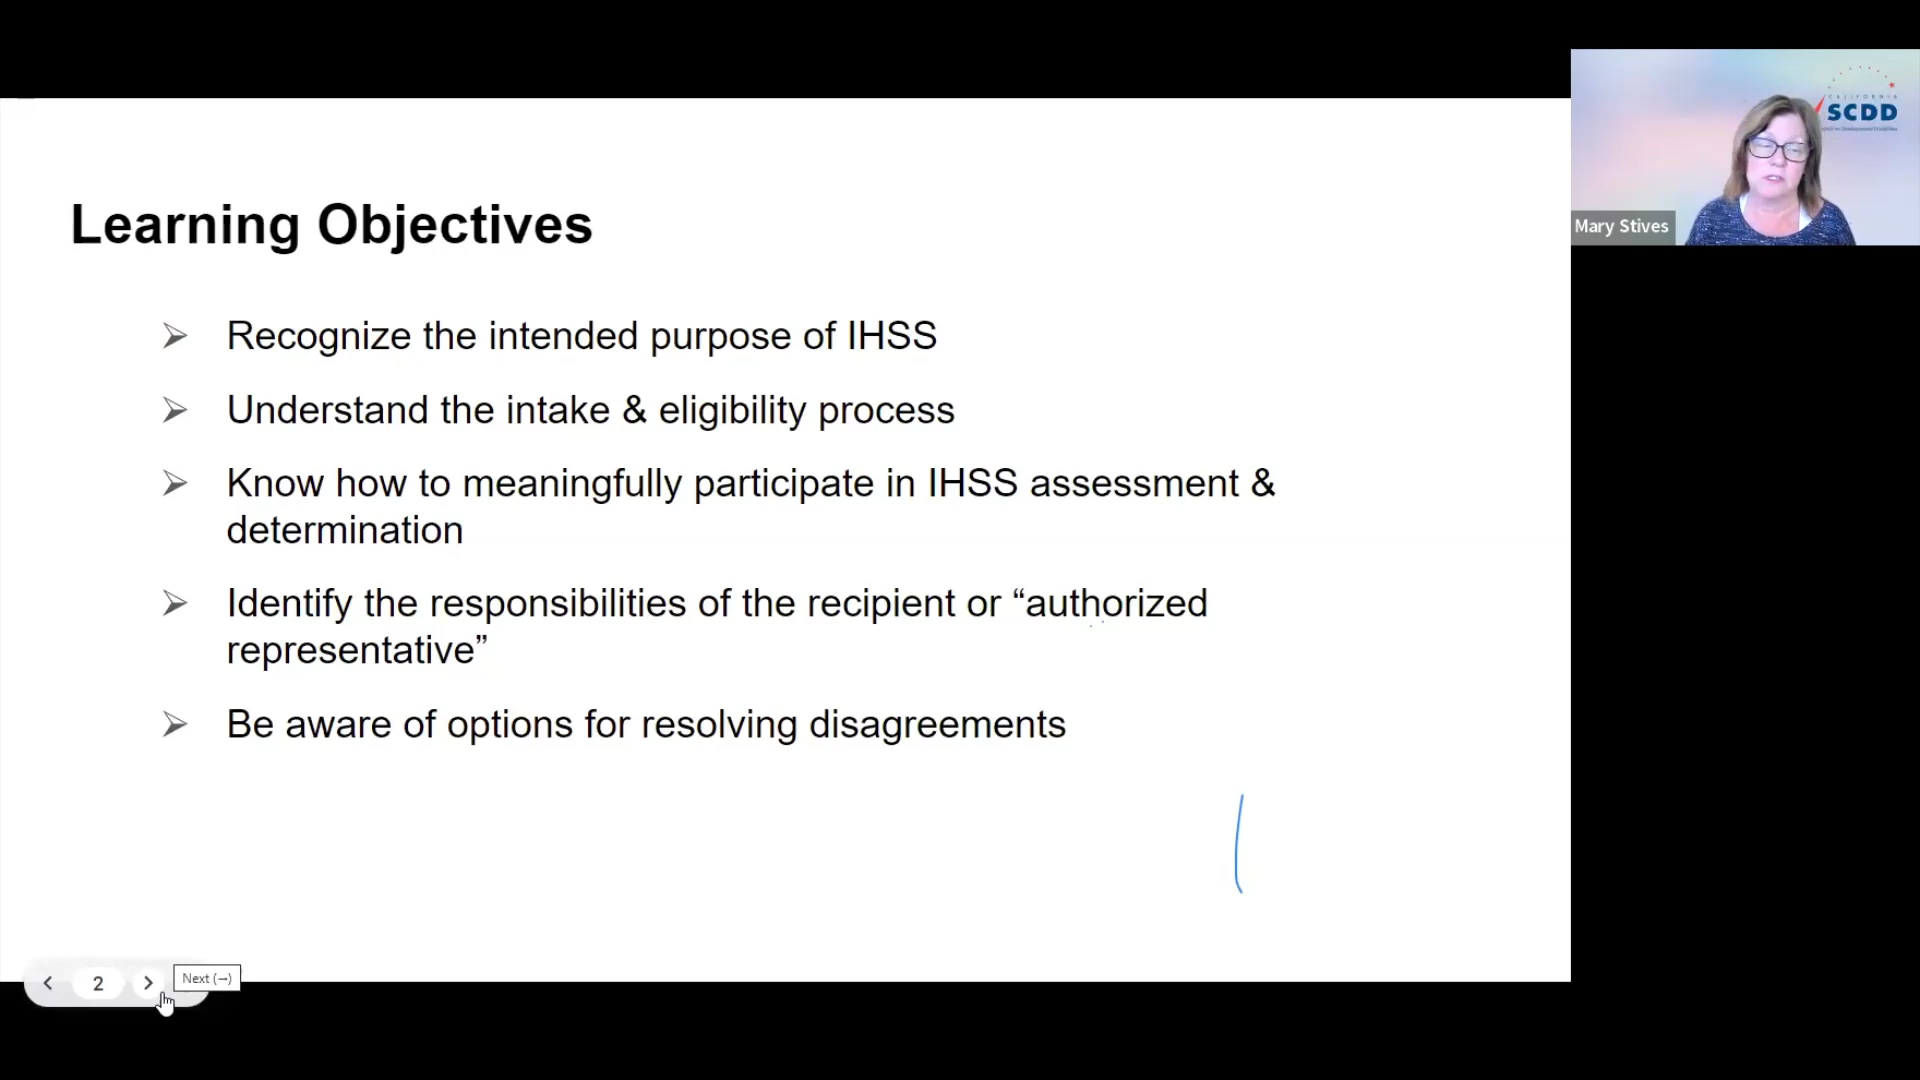 CALIFORNIA
SCDD
Learning Objectives
Mary Stives
Recognize the intended purpose of IHSS
Understand the intake & eligibility process
Know how to meaningfully participate in IHSS assessment &
determination
Identify the responsibilities of the recipient or “authorized
representative”
Be aware of options for resolving disagreements
2
Next (→)